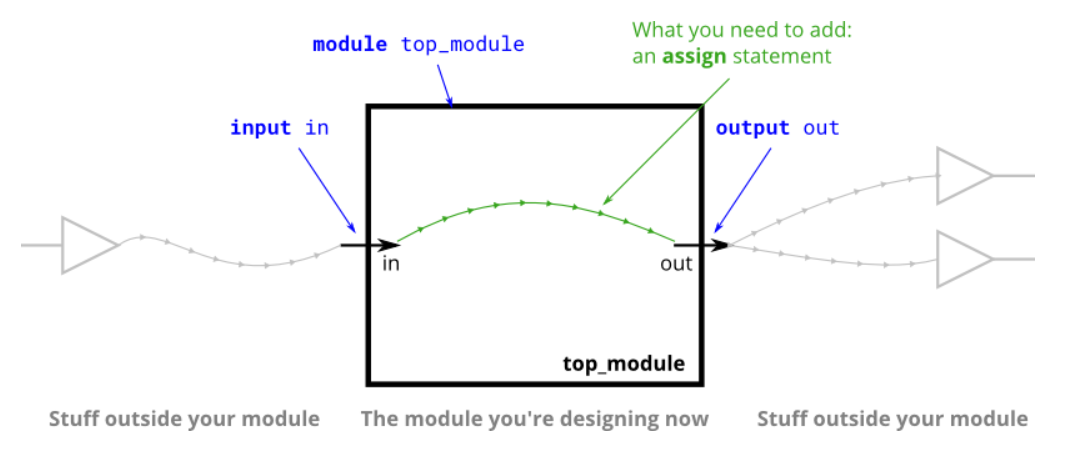 What you need to add:
an assign statement
module top_module
input in
output out
in
out
top_module
Stuff outside your module
The module you're designing now
Stuff outside your module